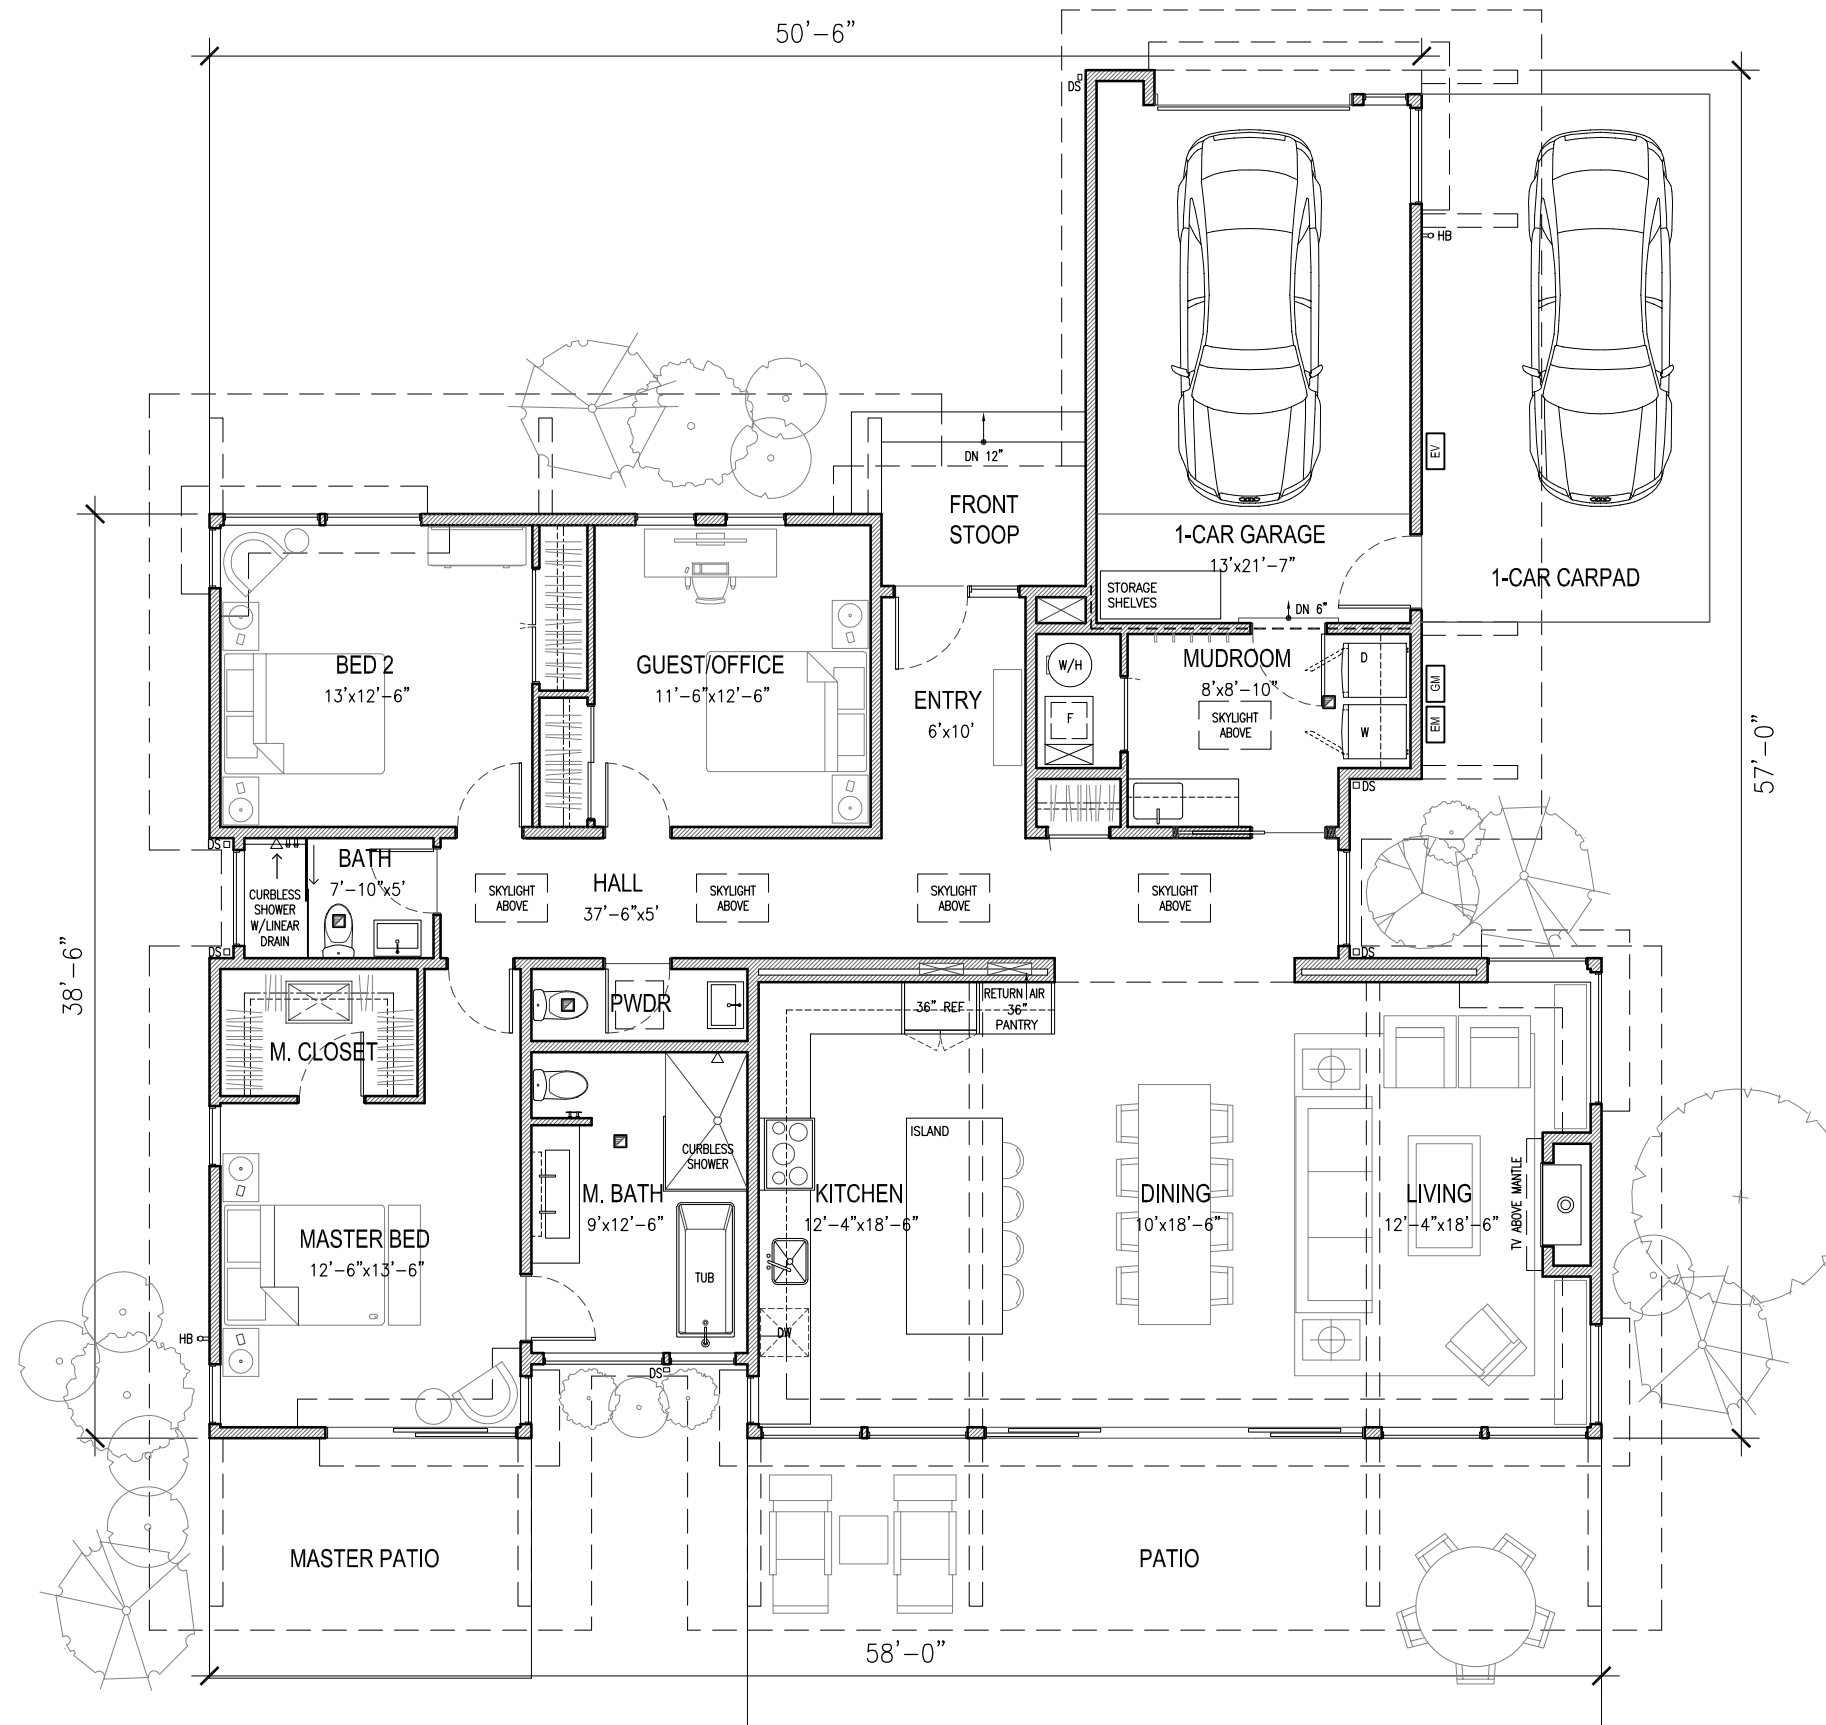 50'-6"
DS
HB
EV
DN 12"
FRONT
STOOP
1-CAR GARAGE
13'x21'-7"
1-CAR CARPAD
STORAGE
SHELVES
DN 6"
BED 2
13'x12'-6"
GUEST/OFFICE
11'-6"x12'-6"
ENTRY
6'x10'
W/H
F
MUDROOM
8'x8'-10"
SKYLIGHT
ABOVE
D
W
GM
EM
57'-0"
DS
DS
BATH
7'-10"x5'
CURBLESS
SHOWER
W/LINEAR
DRAIN
DS
SKYLIGHT
ABOVE
HALL
37'-6"x5'
SKYLIGHT
ABOVE
SKYLIGHT
ABOVE
SKYLIGHT
ABOVE
DS
38'-6"
M. CLOSET
PWDR
36" REF
RETURN AIR
36"
PANTRY
ISLAND
CURBLESS
SHOWER
M. BATH
9'x12'-6"
KITCHEN
12'-4"x18'-6"
DINING
10'x18'-6"
LIVING
12'-4"x18'-6"
TV ABOVE MANTLE
MASTER BED
12'-6"x13'-6"
TUB
HB
DW
DS
MASTER PATIO
PATIO
58'-0"